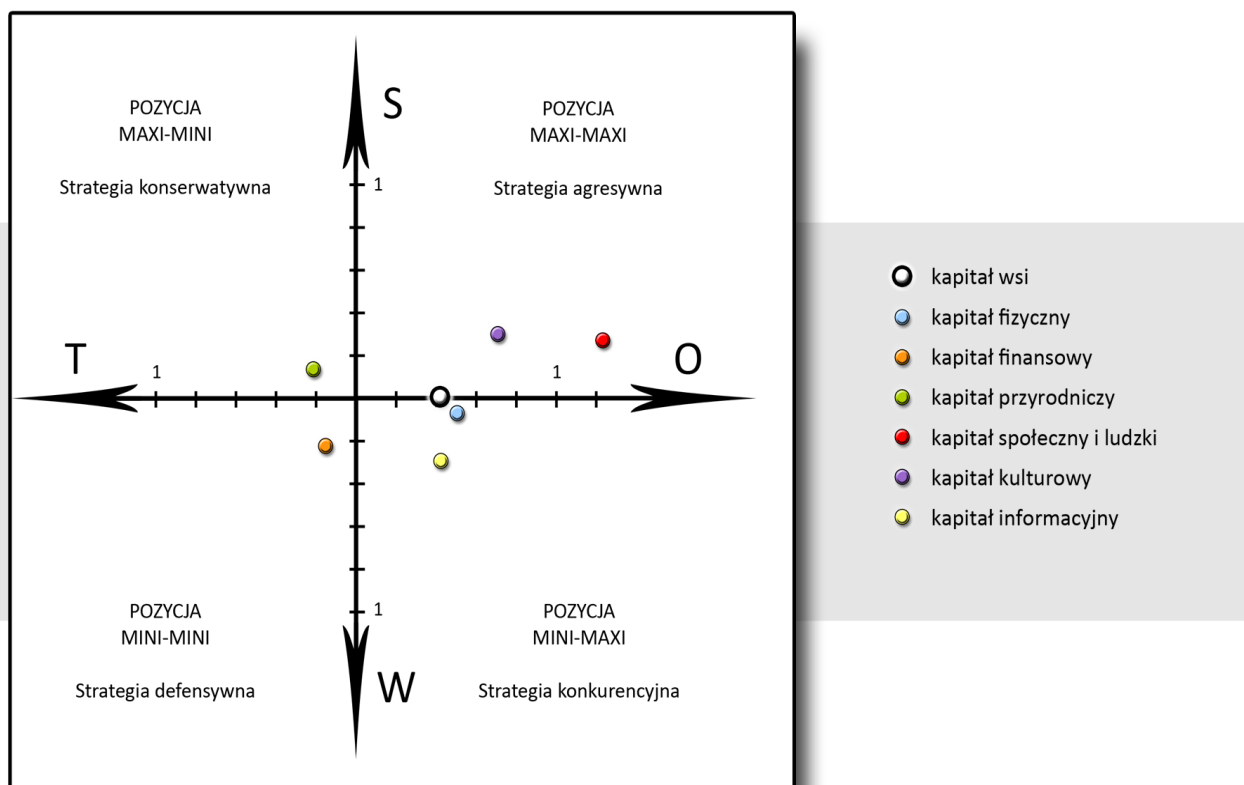 S
POZYCJA
MAXI-MINI
Strategia konserwatywna
POZYCJA
MAXI-MAXI
Strategia agresywna
1
T
1
1
O
1
W
POZYCJA
MINI-MINI
Strategia defensywna
POZYCJA
MINI-MAXI
Strategia konkurencyjna
kapitał wsi
kapitał fizyczny
kapitał finansowy
kapitał przyrodniczy
kapitał społeczny i ludzki
kapitał kulturowy
kapitał informacyjny